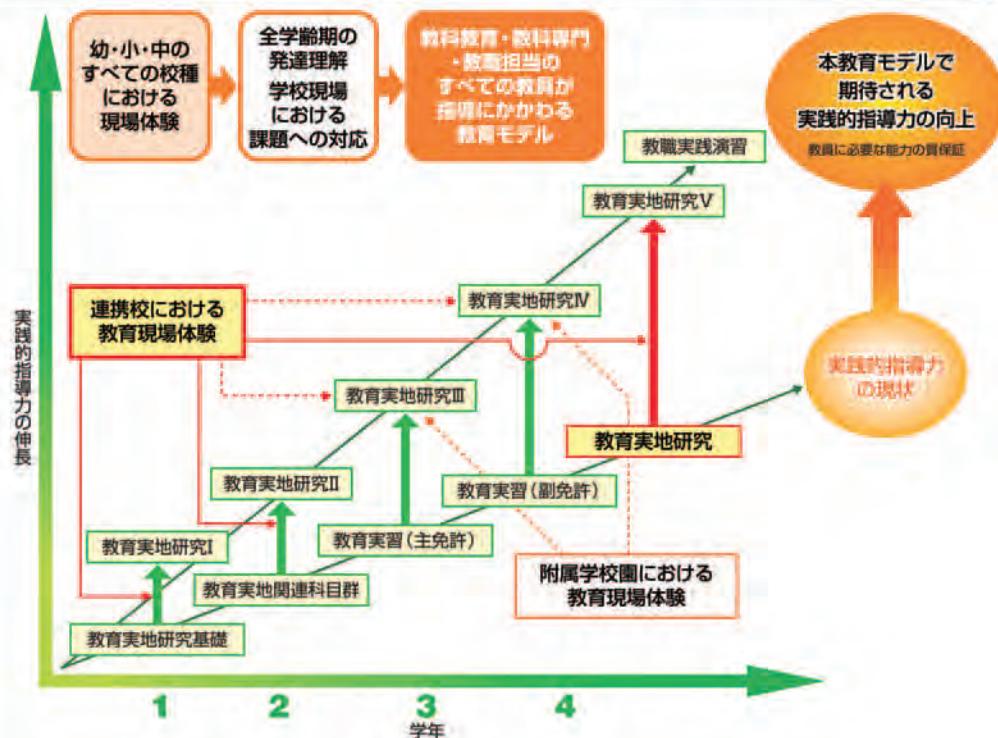 幼・小・中の
すべての校種
における
現場体験
全学齢期の
発達理解
学校現場
における
課題への対応
教科教育・教科専門
・教職担当の
すべての教員が
指導にかかわる
教育モデル
本教育モデルで
期待される
実践的指導力の向上
教員に必要な能力の質保証
教職実践演習
教育実地研究Ⅴ
連携校における
教育現場体験
教育実地研究Ⅳ
実践的指導力
の現状
教育実地研究Ⅲ
教育実地研究
教育実地研究Ⅱ
教育実習(副免許)
教育実地研究Ⅰ
教育実習(主免許)
附属学校園における
教育現場体験
教育実地関連科目群
教育実地研究基礎
実践的指導力の伸長
1
2
3
4
学年